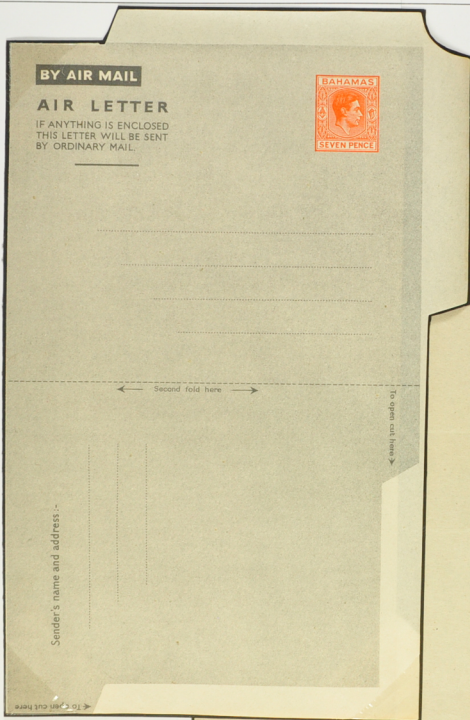 BY AIR MAIL
AIR LETTER
IF ANYTHING IS ENCLOSED
THIS LETTER WILL BE SENT
BY ORDINARY MAIL.
BAHAMAS
SEVEN PENCE
Second fold here
To open cut here
Sender's name and address :-
To open cut here